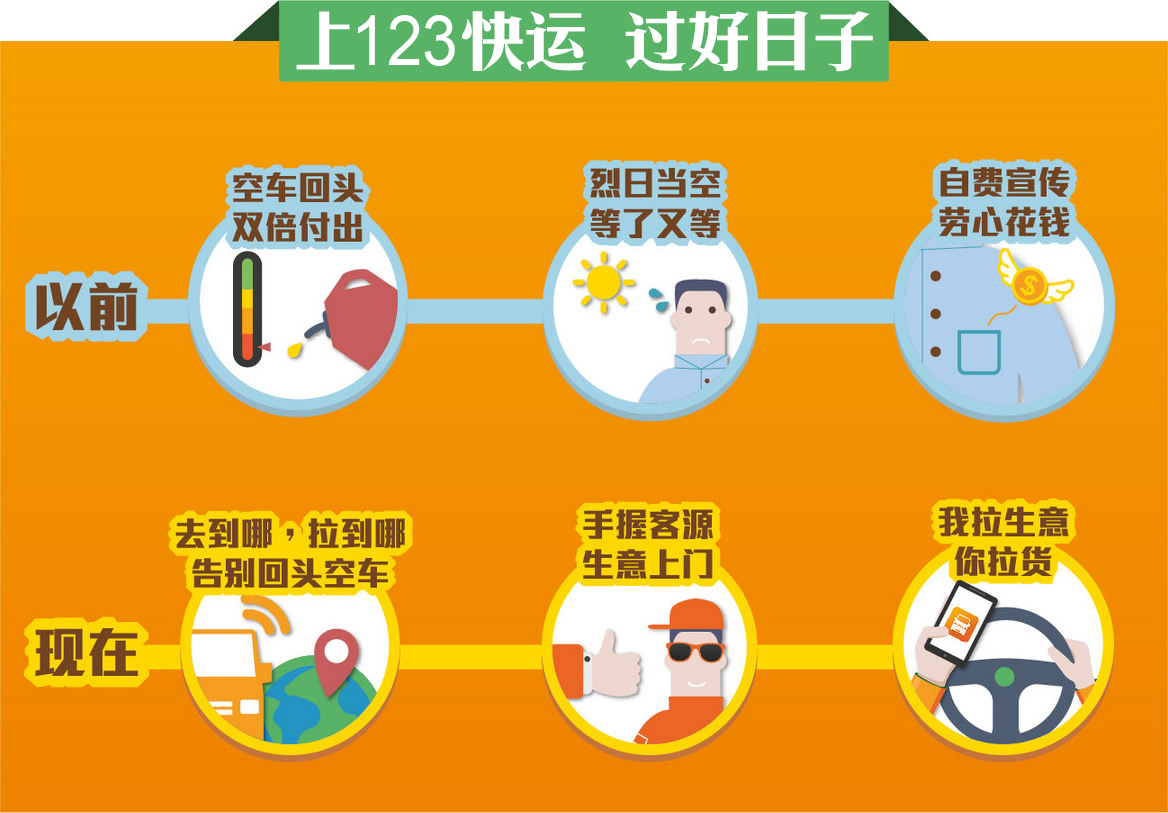 上123快运 过好日子
以前
空车回头
双倍付出
烈日当空
等了又等
自费宣传
劳心花钱
$
现在
去到哪，拉到哪
告别回头空车
手握客源
生意上门
我拉生意
你拉货